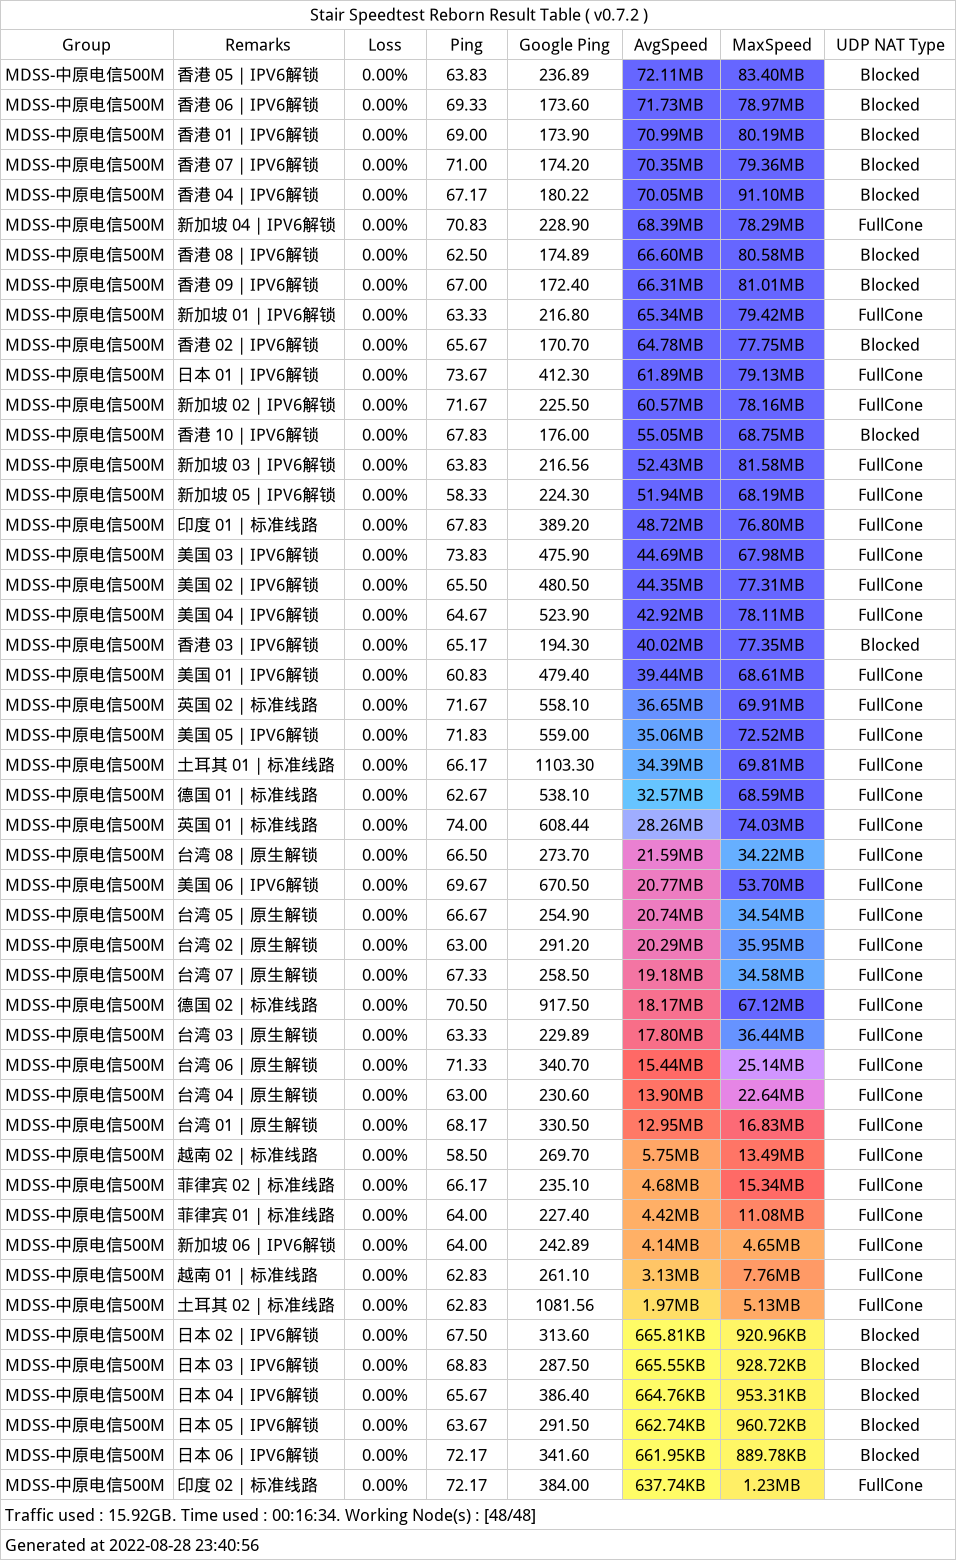 Stair Speedtest Reborn Result Table ( v0.7.2 )
Group Remarks Loss Ping Google Ping AvgSpeed MaxSpeed UDP NAT Type
MDSS-中原电信500M 香港 05 | IPV6解锁 0.00% 63.83 236.89 72.11MB 83.40MB Blocked
MDSS-中原电信500M 香港 06 | IPV6解锁 0.00% 69.33 173.60 71.73MB 78.97MB Blocked
MDSS-中原电信500M 香港 01 | IPV6解锁 0.00% 69.00 173.90 70.99MB 80.19MB Blocked
MDSS-中原电信500M 香港 07 | IPV6解锁 0.00% 71.00 174.20 70.35MB 79.36MB Blocked
MDSS-中原电信500M 香港 04 | IPV6解锁 0.00% 67.17 180.22 70.05MB 91.10MB Blocked
MDSS-中原电信500M 新加坡 04 | IPV6解锁 0.00% 70.83 228.90 68.39MB 78.29MB FullCone
MDSS-中原电信500M 香港 08 | IPV6解锁 0.00% 62.50 174.89 66.60MB 80.58MB Blocked
MDSS-中原电信500M 香港 09 | IPV6解锁 0.00% 67.00 172.40 66.31MB 81.01MB Blocked
MDSS-中原电信500M 新加坡 01 | IPV6解锁 0.00% 63.33 216.80 65.34MB 79.42MB FullCone
MDSS-中原电信500M 香港 02 | IPV6解锁 0.00% 65.67 170.70 64.78MB 77.75MB Blocked
MDSS-中原电信500M 日本 01 | IPV6解锁 0.00% 73.67 412.30 61.89MB 79.13MB FullCone
MDSS-中原电信500M 新加坡 02 | IPV6解锁 0.00% 71.67 225.50 60.57MB 78.16MB FullCone
MDSS-中原电信500M 香港 10 | IPV6解锁 0.00% 67.83 176.00 55.05MB 68.75MB Blocked
MDSS-中原电信500M 新加坡 03 | IPV6解锁 0.00% 63.83 216.56 52.43MB 81.58MB FullCone
MDSS-中原电信500M 新加坡 05 | IPV6解锁 0.00% 58.33 224.30 51.94MB 68.19MB FullCone
MDSS-中原电信500M 印度 01 | 标准线路 0.00% 67.83 389.20 48.72MB 76.80MB FullCone
MDSS-中原电信500M 美国 03 | IPV6解锁 0.00% 73.83 475.90 44.69MB 67.98MB FullCone
MDSS-中原电信500M 美国 02 | IPV6解锁 0.00% 65.50 480.50 44.35MB 77.31MB FullCone
MDSS-中原电信500M 美国 04 | IPV6解锁 0.00% 64.67 523.90 42.92MB 78.11MB FullCone
MDSS-中原电信500M 香港 03 | IPV6解锁 0.00% 65.17 194.30 40.02MB 77.35MB Blocked
MDSS-中原电信500M 美国 01 | IPV6解锁 0.00% 60.83 479.40 39.44MB 68.61MB FullCone
MDSS-中原电信500M 英国 02 | 标准线路 0.00% 71.67 558.10 36.65MB 69.91MB FullCone
MDSS-中原电信500M 美国 05 | IPV6解锁 0.00% 71.83 559.00 35.06MB 72.52MB FullCone
MDSS-中原电信500M 土耳其 01 | 标准线路 0.00% 66.17 1103.30 34.39MB 69.81MB FullCone
MDSS-中原电信500M 德国 01 | 标准线路 0.00% 62.67 538.10 32.57MB 68.59MB FullCone
MDSS-中原电信500M 英国 01 | 标准线路 0.00% 74.00 608.44 28.26MB 74.03MB FullCone
MDSS-中原电信500M 台湾 08 | 原生解锁 0.00% 66.50 273.70 21.59MB 34.22MB FullCone
MDSS-中原电信500M 美国 06 | IPV6解锁 0.00% 69.67 670.50 20.77MB 53.70MB FullCone
MDSS-中原电信500M 台湾 05 | 原生解锁 0.00% 66.67 254.90 20.74MB 34.54MB FullCone
MDSS-中原电信500M 台湾 02 | 原生解锁 0.00% 63.00 291.20 20.29MB 35.95MB FullCone
MDSS-中原电信500M 台湾 07 | 原生解锁 0.00% 67.33 258.50 19.18MB 34.58MB FullCone
MDSS-中原电信500M 德国 02 | 标准线路 0.00% 70.50 917.50 18.17MB 67.12MB FullCone
MDSS-中原电信500M 台湾 03 | 原生解锁 0.00% 63.33 229.89 17.80MB 36.44MB FullCone
MDSS-中原电信500M 台湾 06 | 原生解锁 0.00% 71.33 340.70 15.44MB 25.14MB FullCone
MDSS-中原电信500M 台湾 04 | 原生解锁 0.00% 63.00 230.60 13.90MB 22.64MB FullCone
MDSS-中原电信500M 台湾 01 | 原生解锁 0.00% 68.17 330.50 12.95MB 16.83MB FullCone
MDSS-中原电信500M 越南 02 | 标准线路 0.00% 58.50 269.70 5.75MB 13.49MB FullCone
MDSS-中原电信500M 菲律宾 02 | 标准线路 0.00% 66.17 235.10 4.68MB 15.34MB FullCone
MDSS-中原电信500M 菲律宾 01 | 标准线路 0.00% 64.00 227.40 4.42MB 11.08MB FullCone
MDSS-中原电信500M 新加坡 06 | IPV6解锁 0.00% 64.00 242.89 4.14MB 4.65MB FullCone
MDSS-中原电信500M 越南 01 | 标准线路 0.00% 62.83 261.10 3.13MB 7.76MB FullCone
MDSS-中原电信500M 土耳其 02 | 标准线路 0.00% 62.83 1081.56 1.97MB 5.13MB FullCone
MDSS-中原电信500M 日本 02 | IPV6解锁 0.00% 67.50 313.60 665.81KB 920.96KB Blocked
MDSS-中原电信500M 日本 03 | IPV6解锁 0.00% 68.83 287.50 665.55KB 928.72KB Blocked
MDSS-中原电信500M 日本 04 | IPV6解锁 0.00% 65.67 386.40 664.76KB 953.31KB Blocked
MDSS-中原电信500M 日本 05 | IPV6解锁 0.00% 63.67 291.50 662.74KB 960.72KB Blocked
MDSS-中原电信500M 日本 06 | IPV6解锁 0.00% 72.17 341.60 661.95KB 889.78KB Blocked
MDSS-中原电信500M 印度 02 | 标准线路 0.00% 72.17 384.00 637.74KB 1.23MB FullCone
Traffic used : 15.92GB. Time used : 00:16:34. Working Node(s) : [48/48]
Generated at 2022-08-28 23:40:56